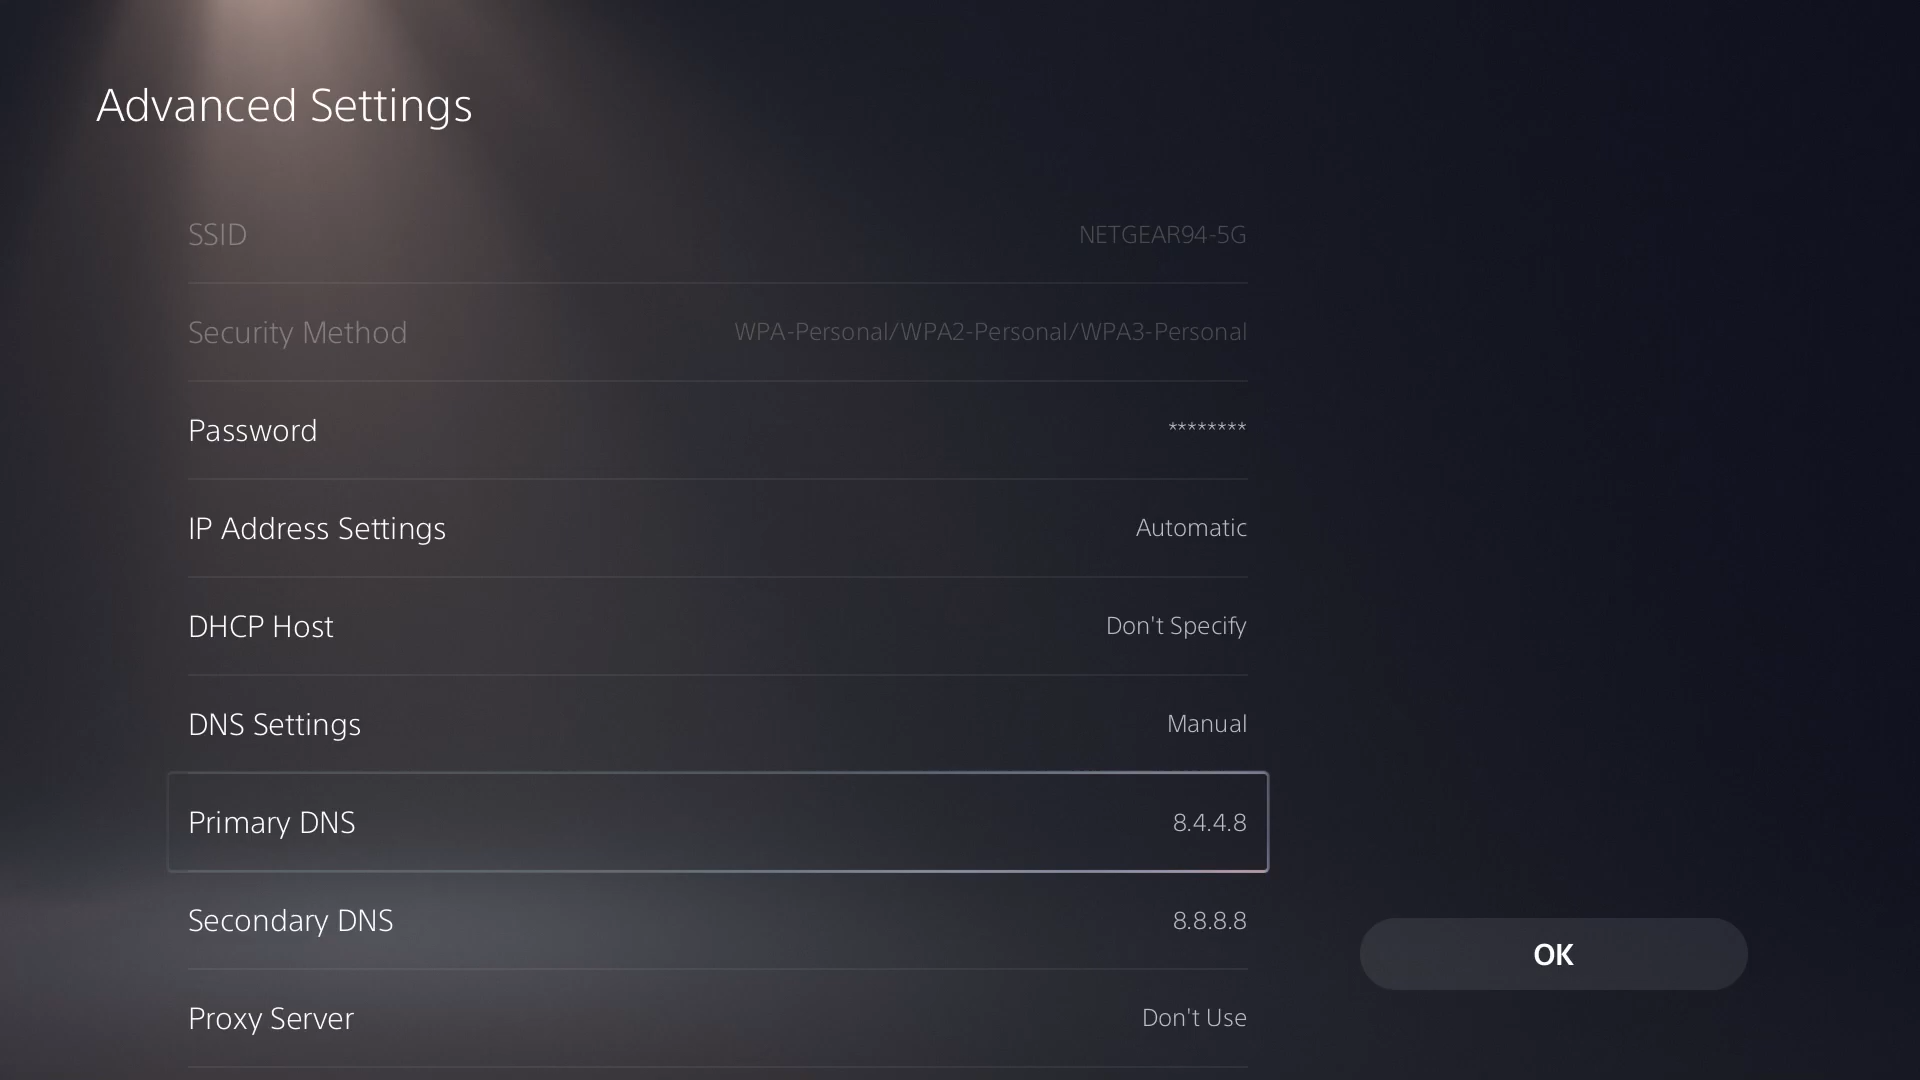 Advanced Settings
SSID NETGEAR94-5G
Security Method WPA-Personal/WPA2-Personal/WPA3-Personal
Password ********
IP Address Settings Automatic
DHCP Host Don't Specify
DNS Settings Manual
Primary DNS 8.4.4.8
Secondary DNS 8.8.8.8
OK
Proxy Server Don't Use